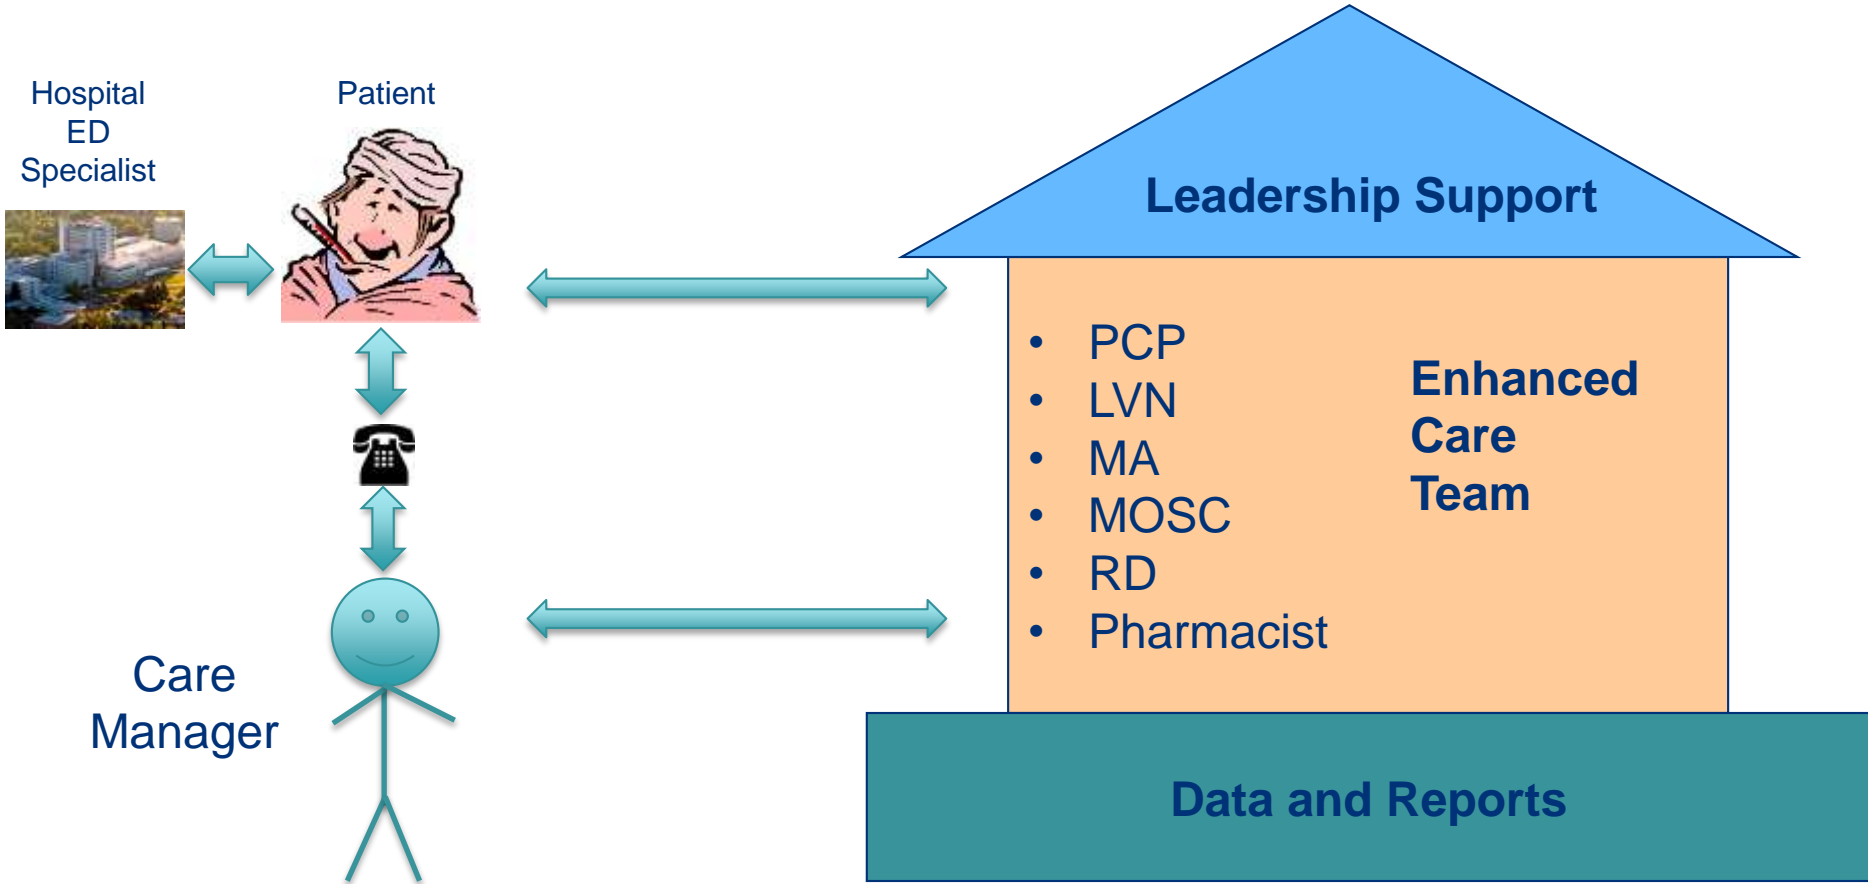 Hospital
ED
Specialist
Patient
Care
Manager
Leadership Support
• PCP
• LVN
• MA
• MOSC
• RD
• Pharmacist
Enhanced
Care
Team
Data and Reports